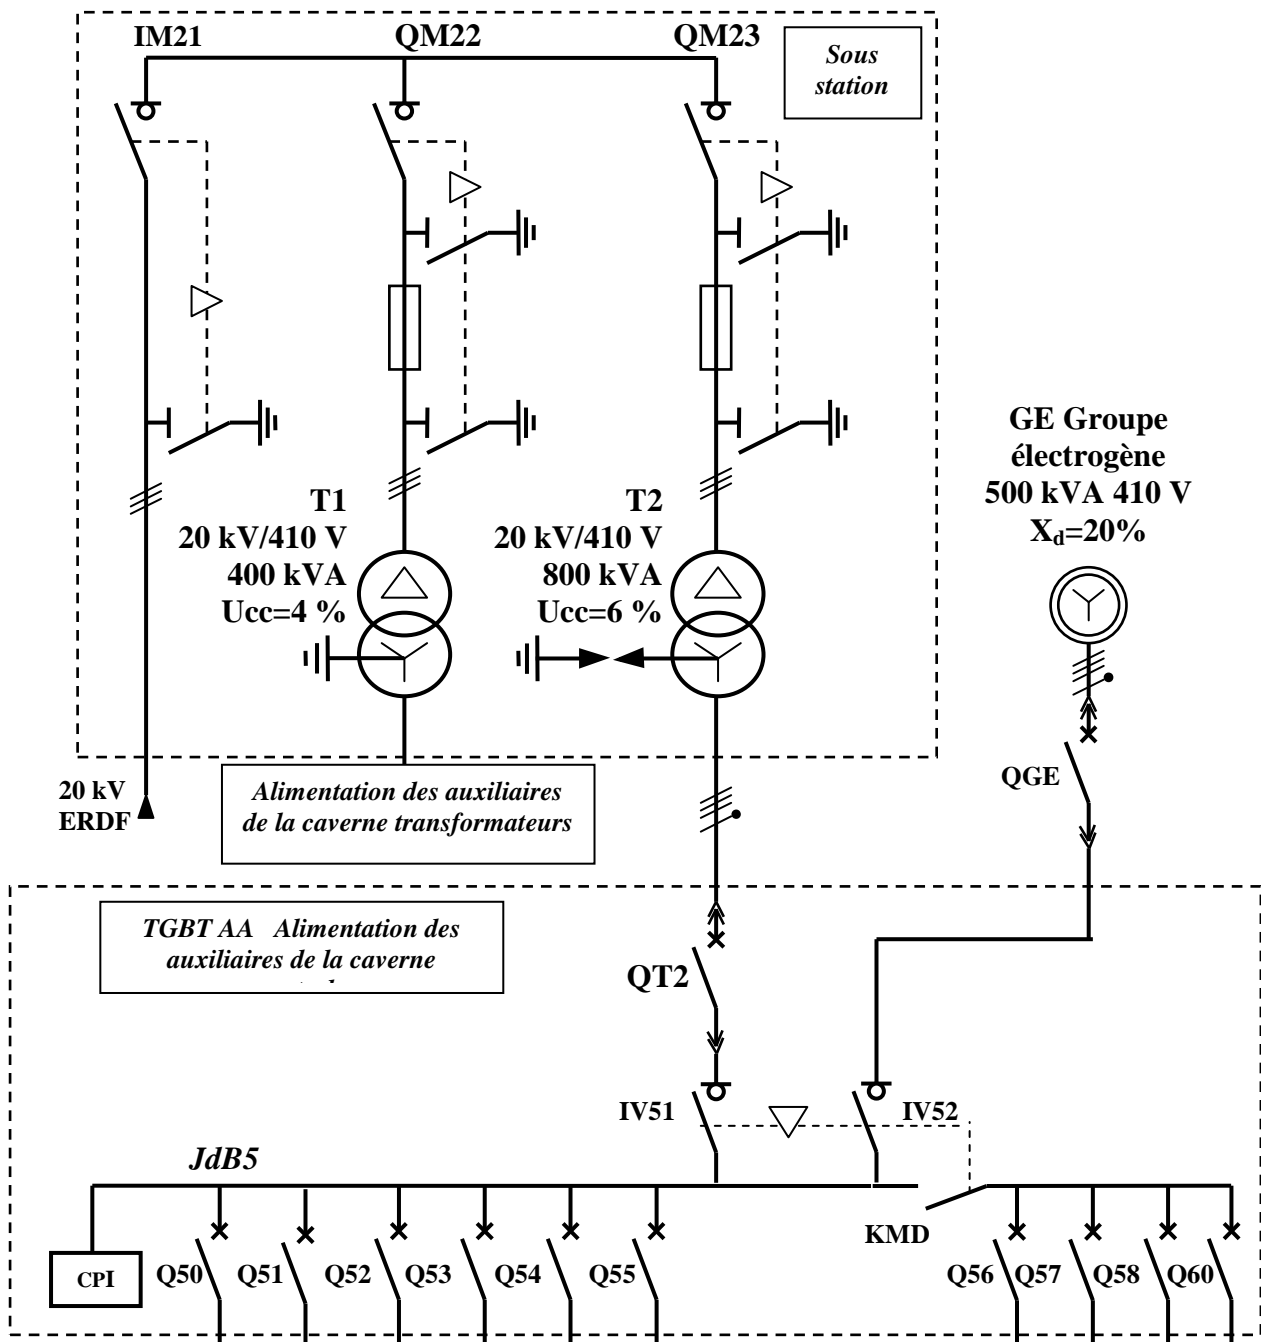 IM21
QM22
QM23
Sous
station
GE Groupe
électrogène
500 kVA 410 V
Xd=20%
T1
20 kV/410 V
400 kVA
Ucc=4 %
T2
20 kV/410 V
800 kVA
Ucc=6 %
QGE
20 kV
ERDF
Alimentation des auxiliaires
de la caverne transformateurs
TGBT AA Alimentation des
auxiliaires de la caverne
QT2
IV51
IV52
JdB5
KMD
CPI
Q50
Q51
Q52
Q53
Q54
Q55
Q56
Q57
Q58
Q60